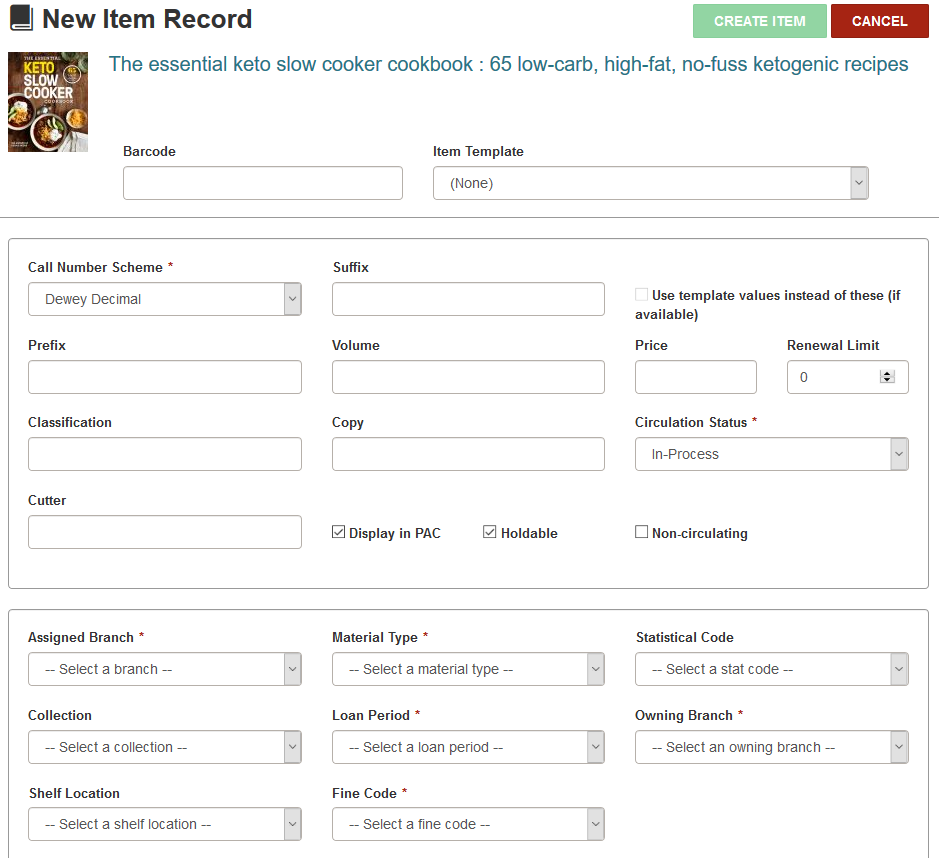 New Item Record
CREATE ITEM
CANCEL
THE ESSENTIAL
KETO
SLOW
COOKER
COOKBOOK
65
The essential keto slow cooker cookbook : 65 low-carb, high-fat, no-fuss ketogenic recipes
Barcode
Item Template
(None)
Call Number Scheme *
Suffix
Dewey Decimal
Use template values instead of these (if
available)
Prefix
Volume
Price
Renewal Limit
0
Classification
Copy
Circulation Status *
In-Process
Cutter
Display in PAC
Holdable
Non-circulating
Assigned Branch *
Material Type *
Statistical Code
-- Select a branch --
-- Select a material type --
-- Select a stat code --
Collection
Loan Period *
Owning Branch *
-- Select a collection --
-- Select a loan period --
-- Select an owning branch --
Shelf Location
Fine Code *
-- Select a shelf location --
-- Select a fine code --